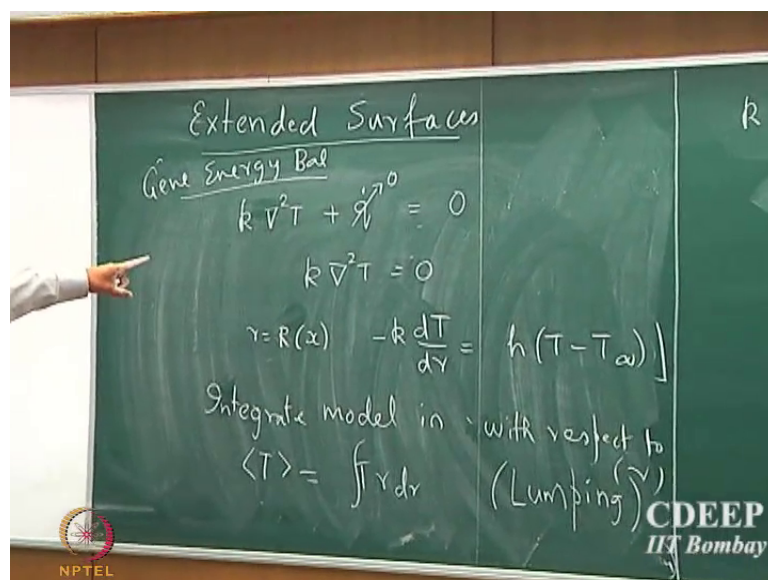 Extended Surfaces
Gene Energy Bal
k ∇²T + q̇ ↗0 = 0
k ∇²T = 0
r = R(x) -k dT/dr = h(T - T∞)]
Integrate model in with respect to (r)
<T> = ∫T r dr (Lumping)
k
CDEEP
IIT Bombay
NPTEL